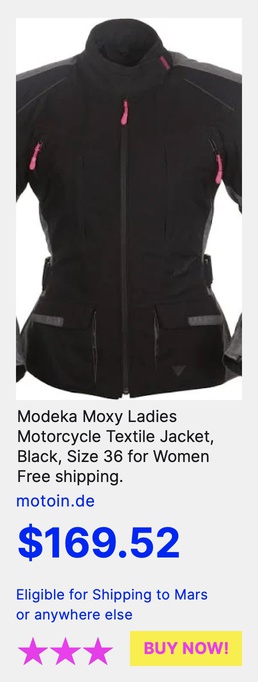 Modeka Moxy Ladies
Motorcycle Textile Jacket,
Black, Size 36 for Women
Free shipping.
motoin.de
$169.52
Eligible for Shipping to Mars
or anywhere else
BUY NOW!